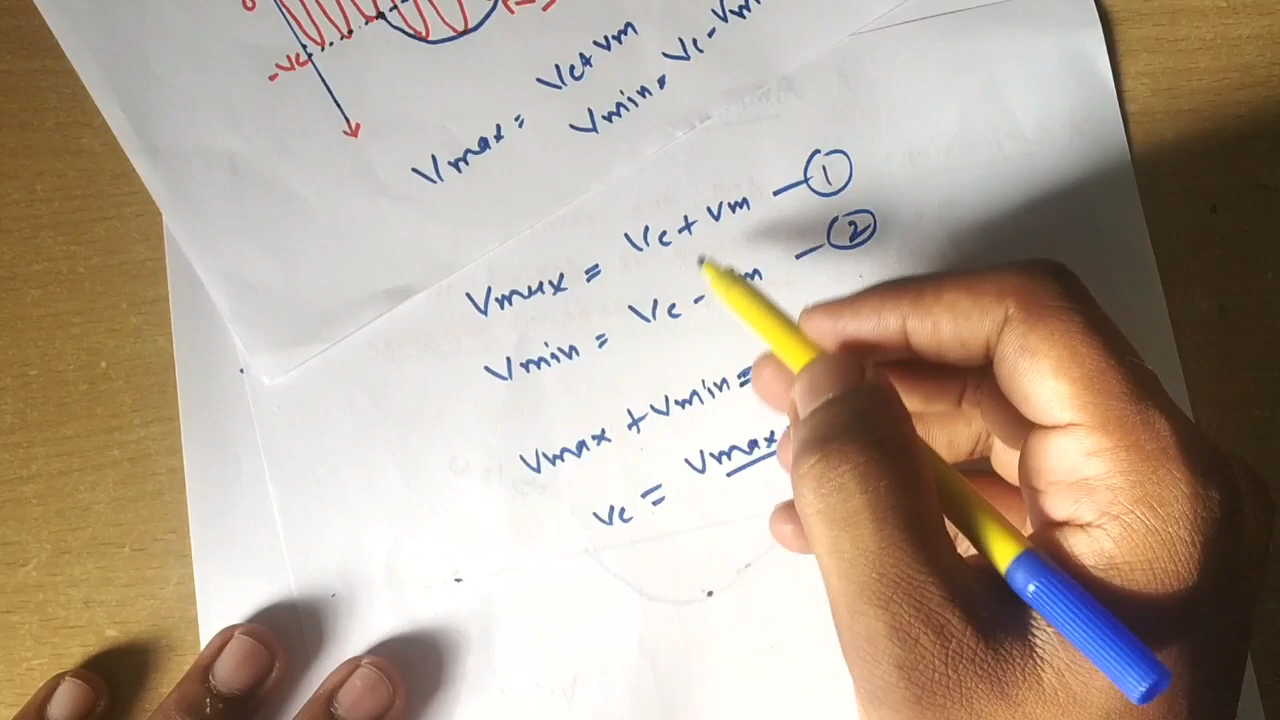 -Vc
Vmax = Vc+Vm
Vmin = Vc-Vm
Vmax = Vc+Vm — 1
Vmin = Vc - m — 2
Vmax + Vmin =
Vc = Vmax